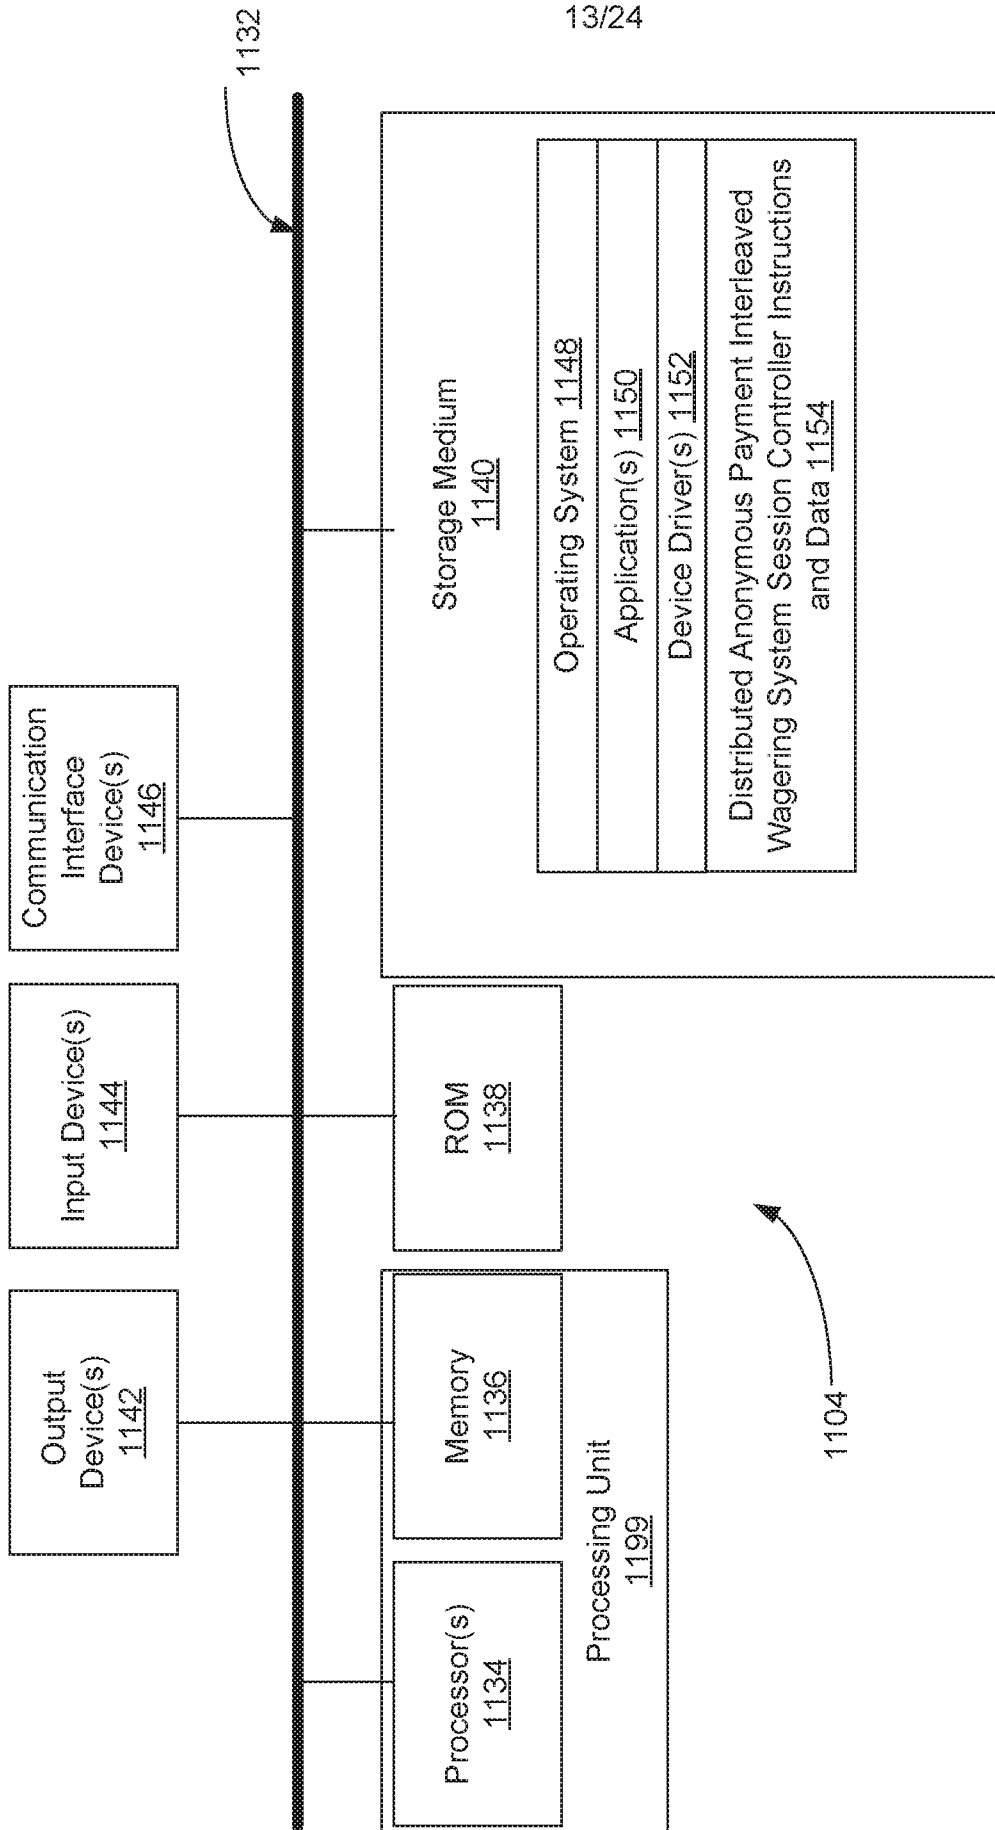 13/24
1132
Output
Device(s)
1142
Input Device(s)
1144
Communication
Interface
Device(s)
1146
Processor(s)
1134
Memory
1136
Processing Unit
1199
ROM
1138
Storage Medium
1140
Operating System 1148
Application(s) 1150
Device Driver(s) 1152
Distributed Anonymous Payment Interleaved
Wagering System Session Controller Instructions
and Data 1154
1104